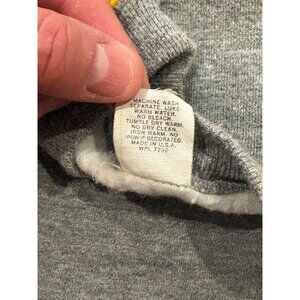 MACHINE WASH
SEPARATE. LUKE-
WARM WATER.
NO BLEACH.
TUMBLE DRY WARM.
NO DRY CLEAN.
IRON WARM. NO
IRON IF DECORATED.
MADE IN U.S.A.
WPL 7232